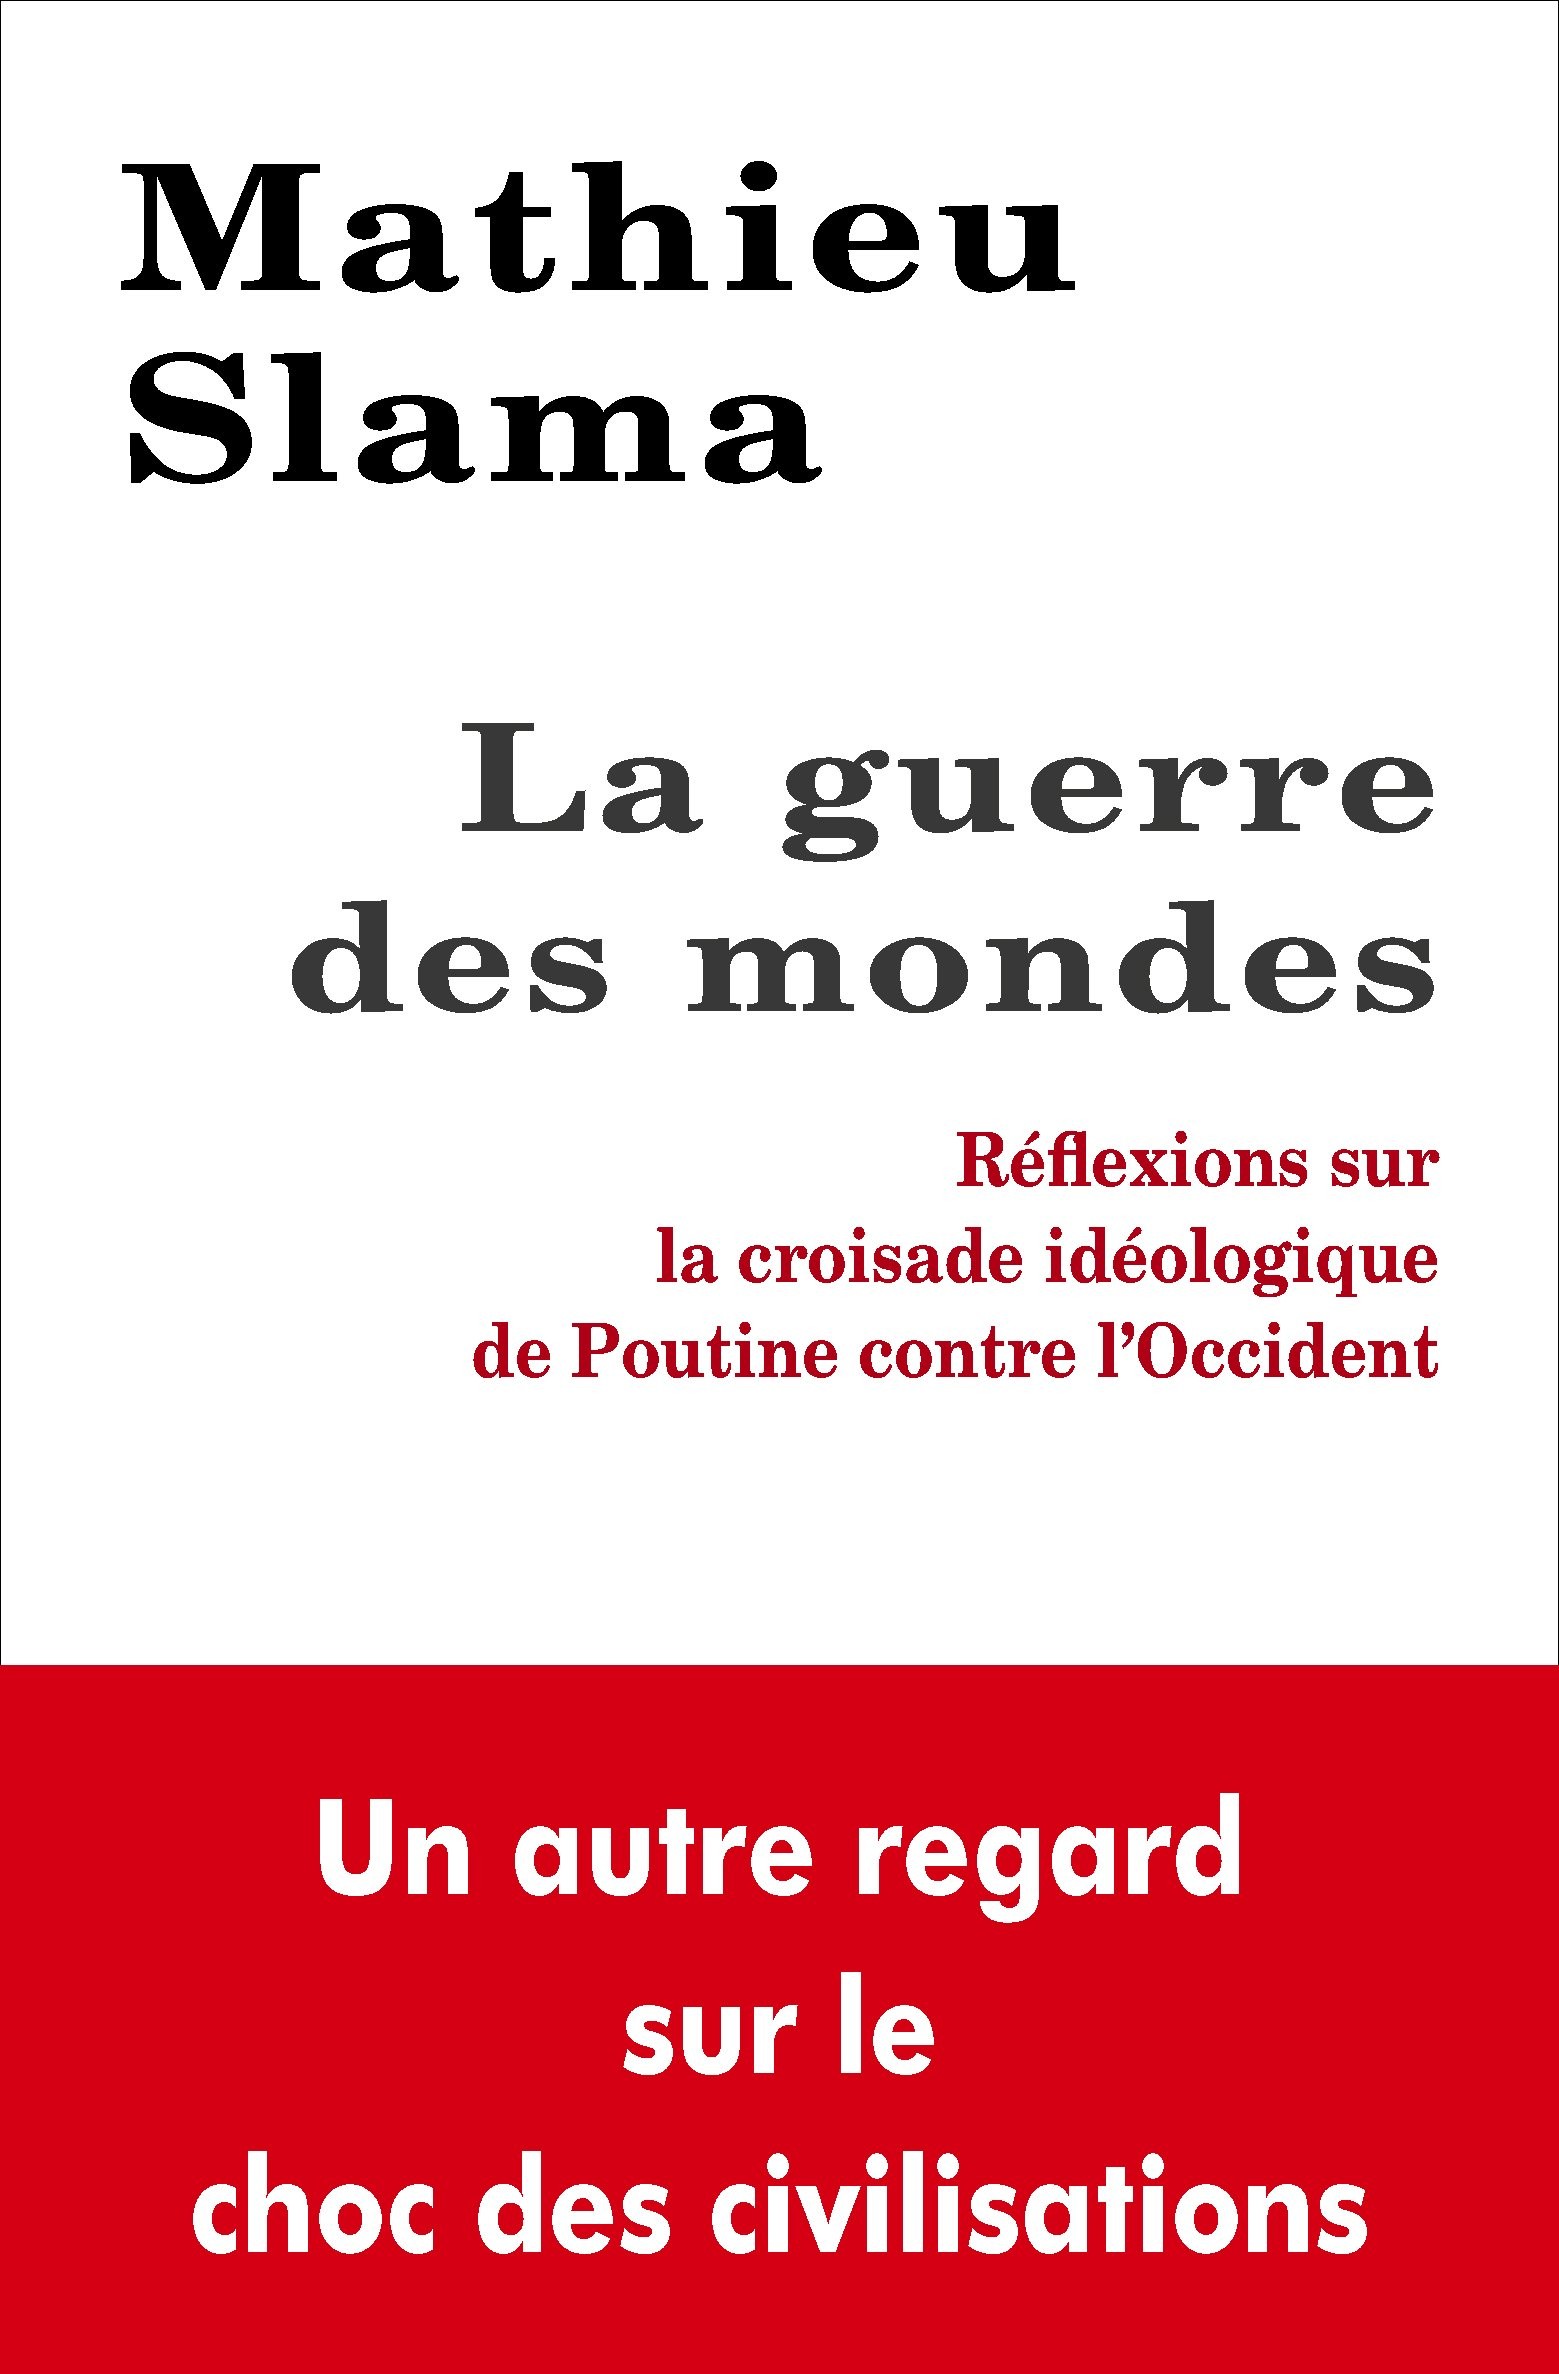 Mathieu
Slama
La guerre
des mondes
Réflexions sur
la croisade idéologique
de Poutine contre l’Occident
Un autre regard
sur le
choc des civilisations